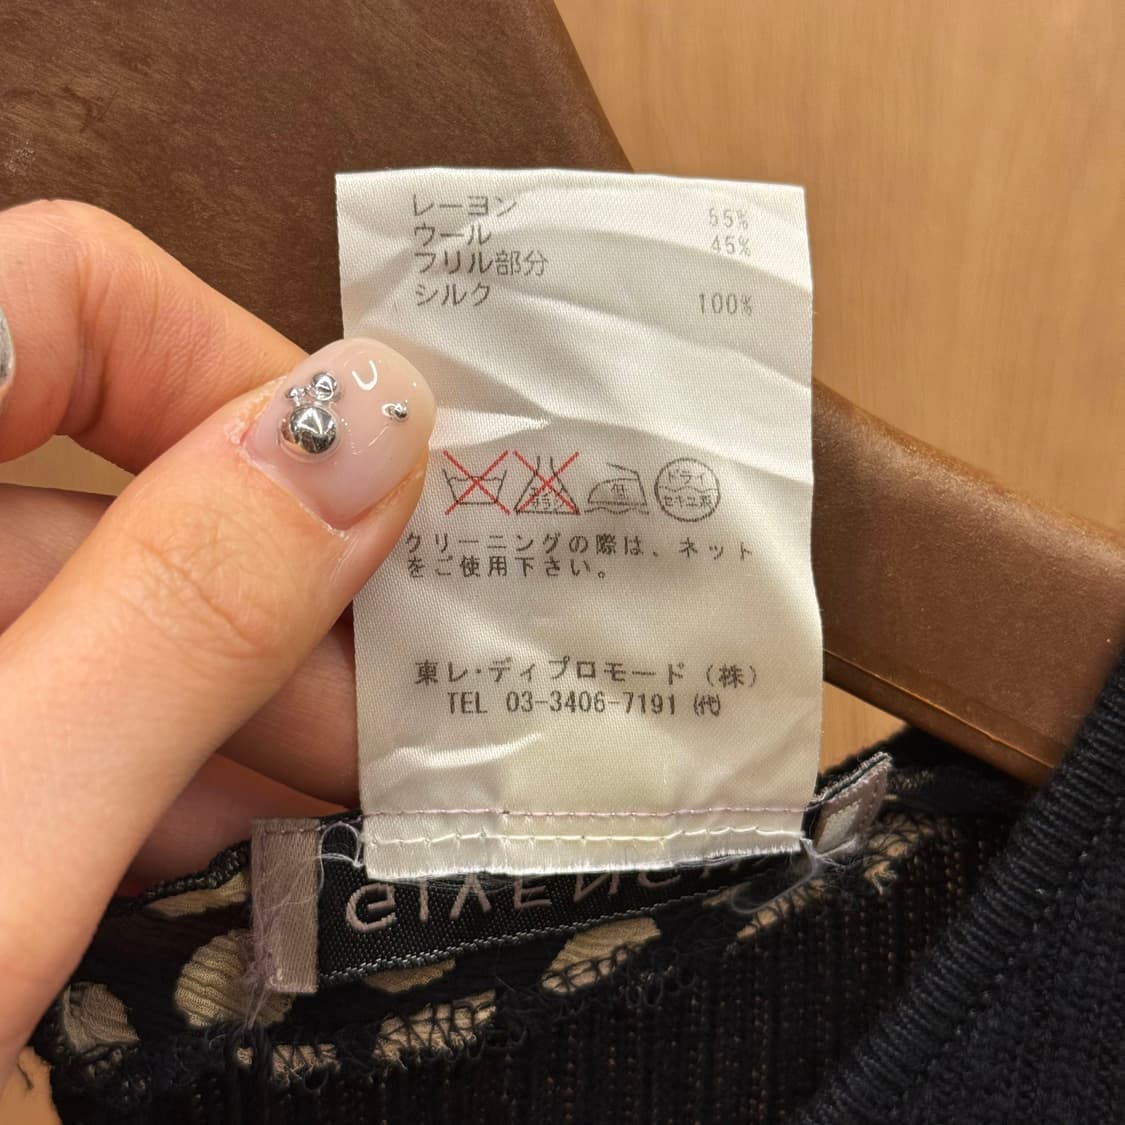 レーヨン 55%
ウール 45%
フリル部分
シルク 100%
低 ドライ
セキユ系
クリーニングの際は、ネット
をご使用下さい。
東レ・ディプロモード（株）
TEL 03-3406-7191 (代)